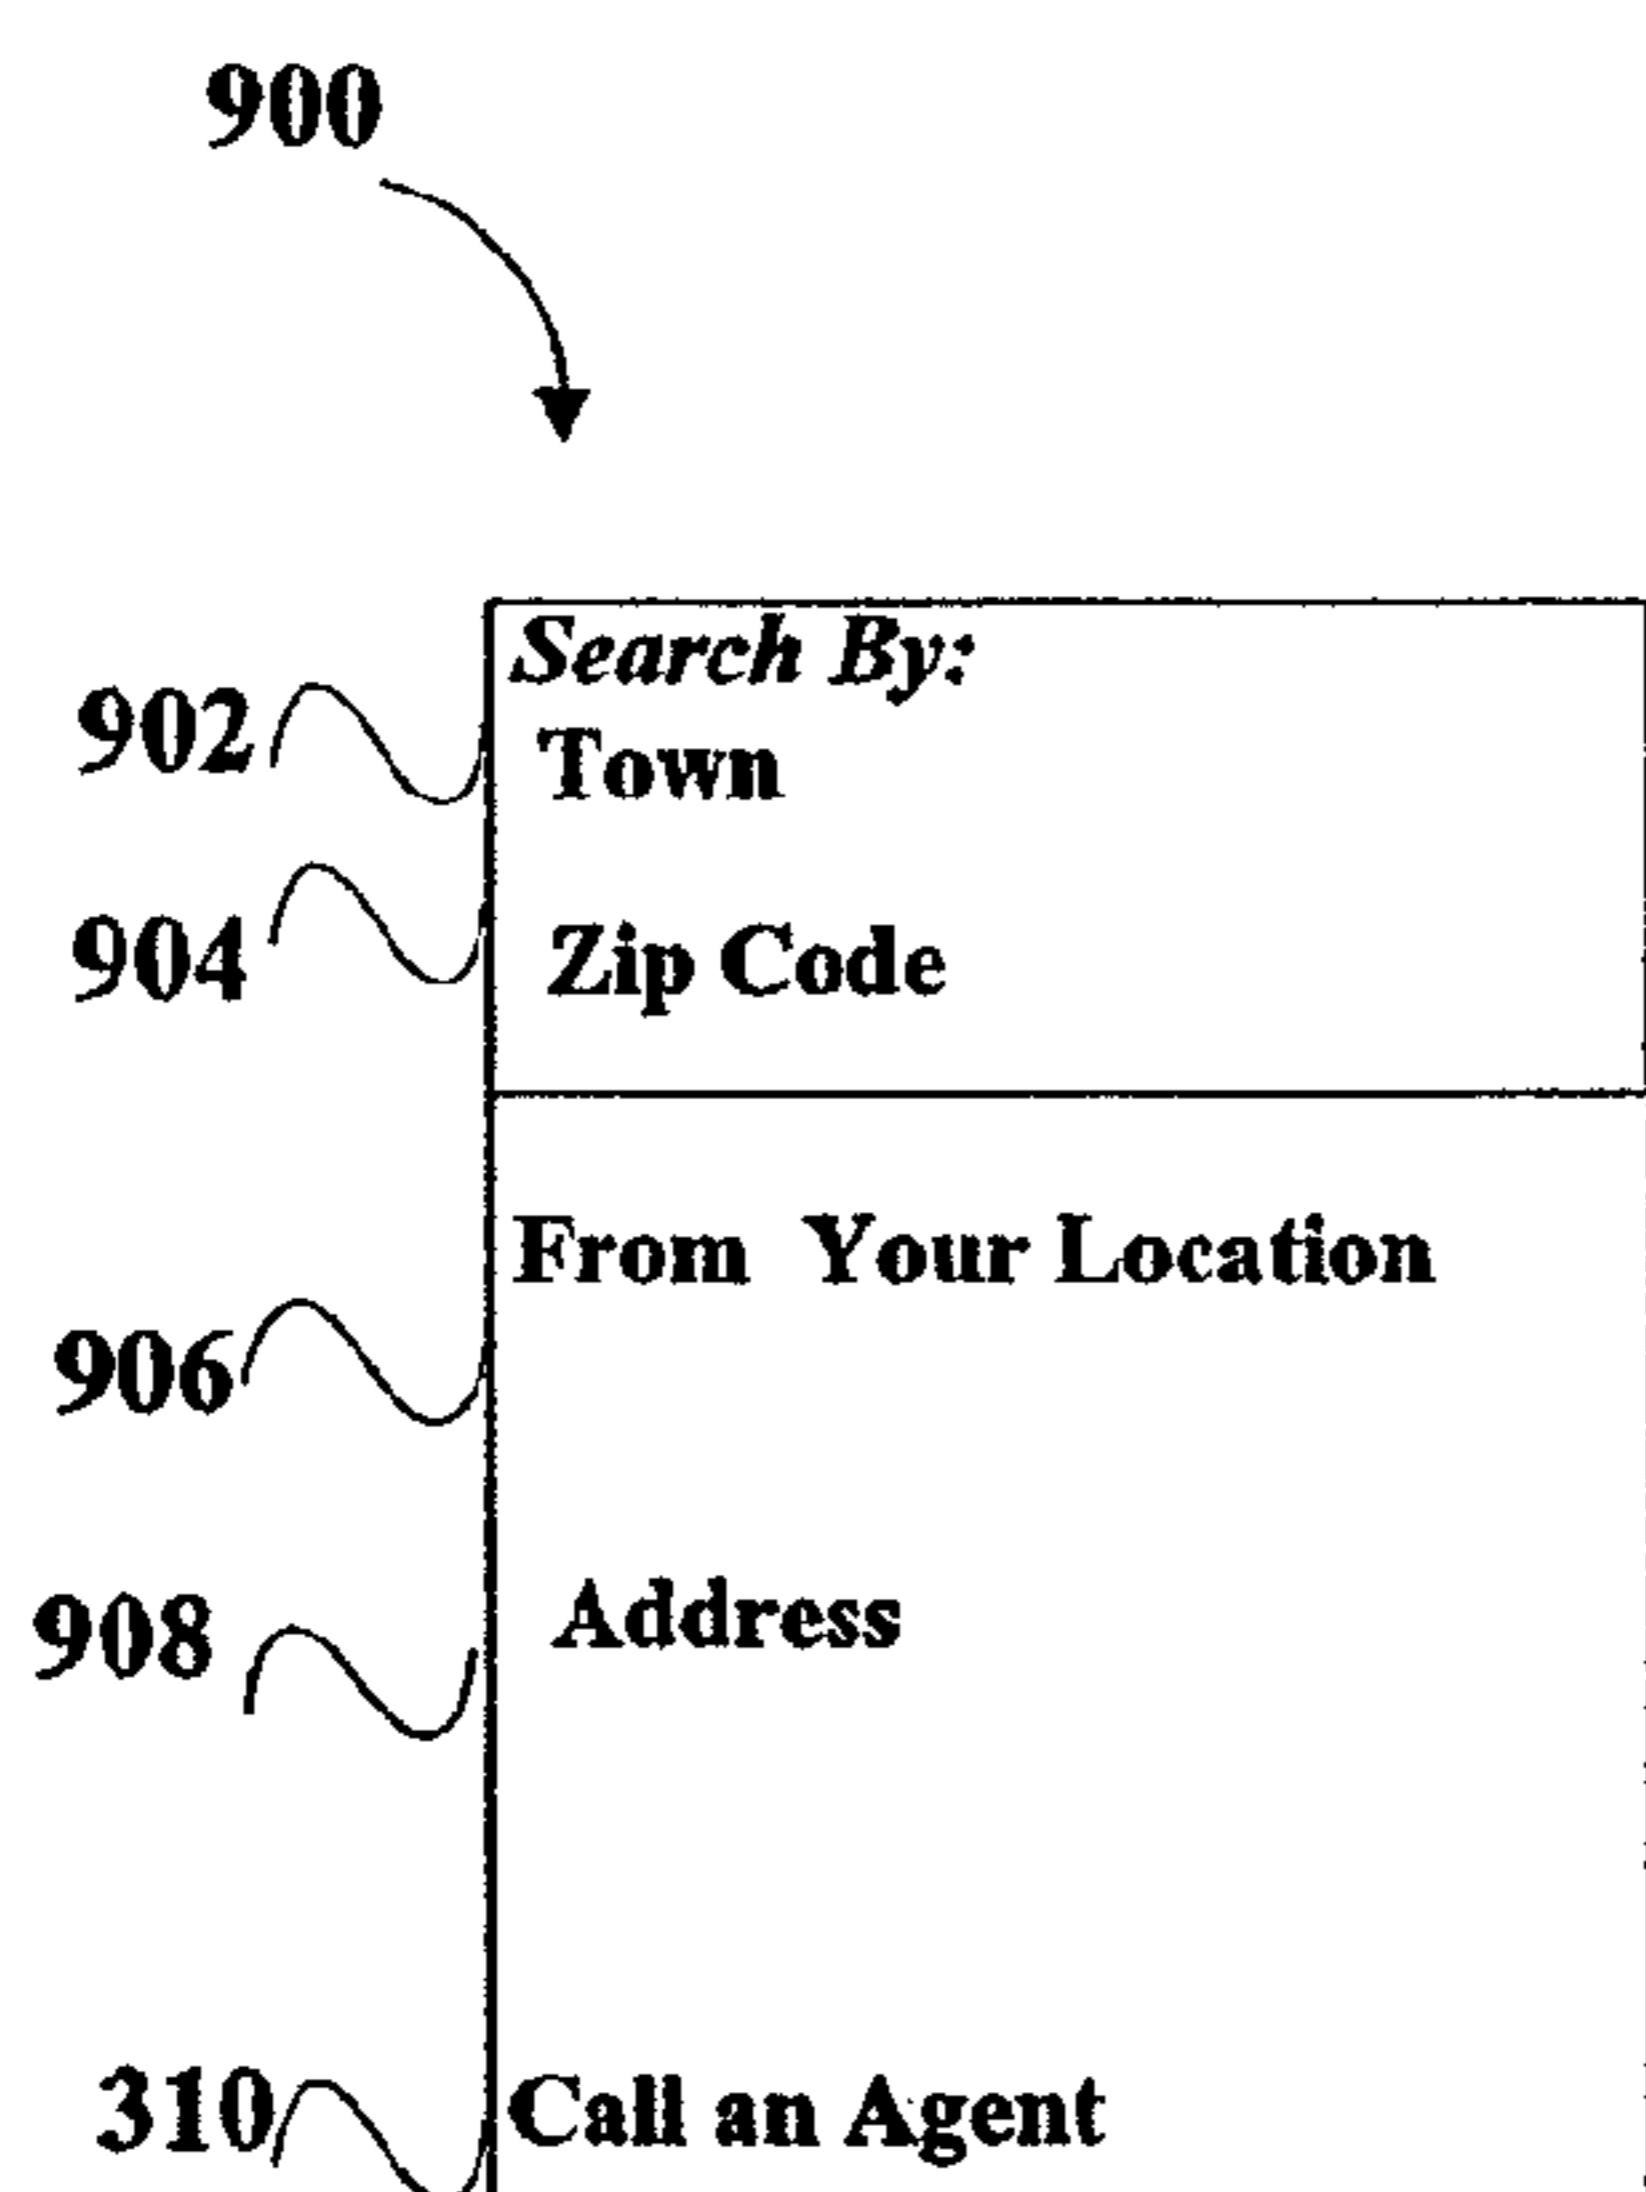 900
Search By:
902 Town
904 Zip Code
From Your Location
906
908 Address
310 Call an Agent